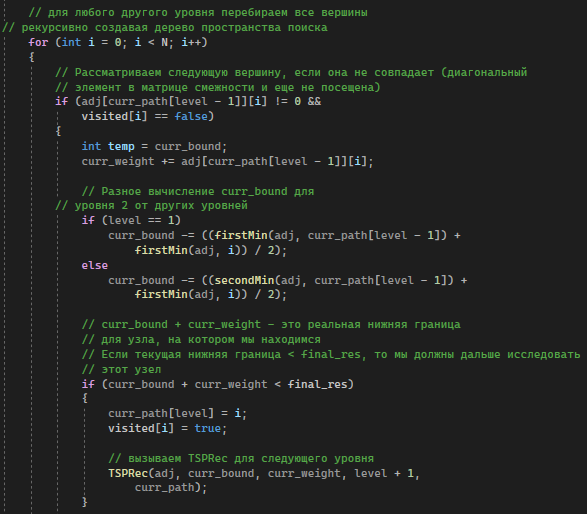 // для любого другого уровня перебираем все вершины
// рекурсивно создавая дерево пространства поиска
for (int i = 0; i < N; i++)
{
// Рассматриваем следующую вершину, если она не совпадает (диагональный
// элемент в матрице смежности и еще не посещена)
if (adj[curr_path[level - 1]][i] != 0 &&
visited[i] == false)
{
int temp = curr_bound;
curr_weight += adj[curr_path[level - 1]][i];
// Разное вычисление curr_bound для
// уровня 2 от других уровней
if (level == 1)
curr_bound -= ((firstMin(adj, curr_path[level - 1]) +
firstMin(adj, i)) / 2);
else
curr_bound -= ((secondMin(adj, curr_path[level - 1]) +
firstMin(adj, i)) / 2);
// curr_bound + curr_weight - это реальная нижняя граница
// для узла, на котором мы находимся
// Если текущая нижняя граница < final_res, то мы должны дальше исследовать
// этот узел
if (curr_bound + curr_weight < final_res)
{
curr_path[level] = i;
visited[i] = true;
// вызываем TSPRec для следующего уровня
TSPRec(adj, curr_bound, curr_weight, level + 1,
curr_path);
}